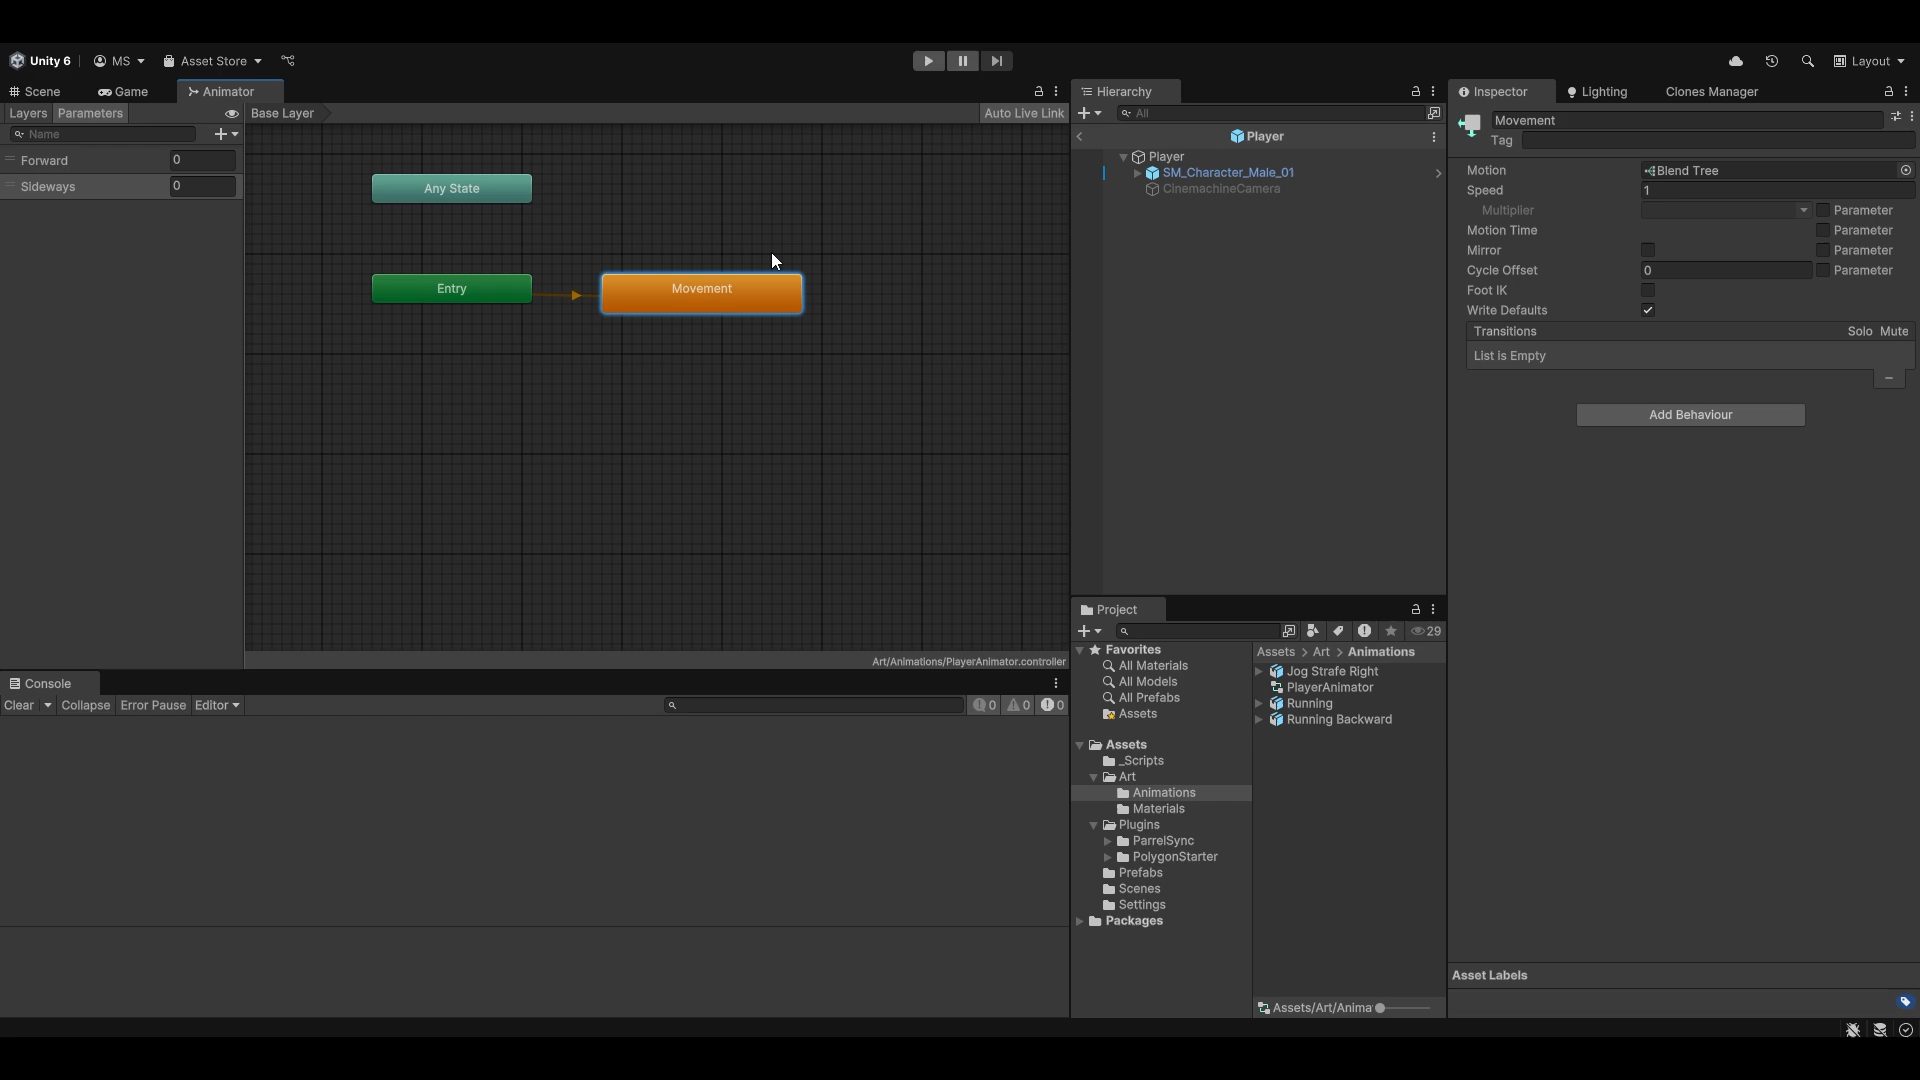 Unity 6 MS Asset Store Layout
Scene Game Animator
Layers Parameters Base Layer Auto Live Link
Name
Forward 0
Sideways 0
Any State
Entry
Movement
Art/Animations/PlayerAnimator.controller
Console
Clear Collapse Error Pause Editor 0 0 0
Hierarchy
All
Player
Player
SM_Character_Male_01
CinemachineCamera
Project
29
Favorites
All Materials
All Models
All Prefabs
Assets
Assets
_Scripts
Art
Animations
Materials
Plugins
ParrelSync
PolygonStarter
Prefabs
Scenes
Settings
Packages
Assets > Art > Animations
Jog Strafe Right
PlayerAnimator
Running
Running Backward
Assets/Art/Anima
Inspector Lighting Clones Manager
Movement
Tag
Motion Blend Tree
Speed 1
Multiplier Parameter
Motion Time Parameter
Mirror Parameter
Cycle Offset 0 Parameter
Foot IK
Write Defaults
Transitions Solo Mute
List is Empty
Add Behaviour
Asset Labels